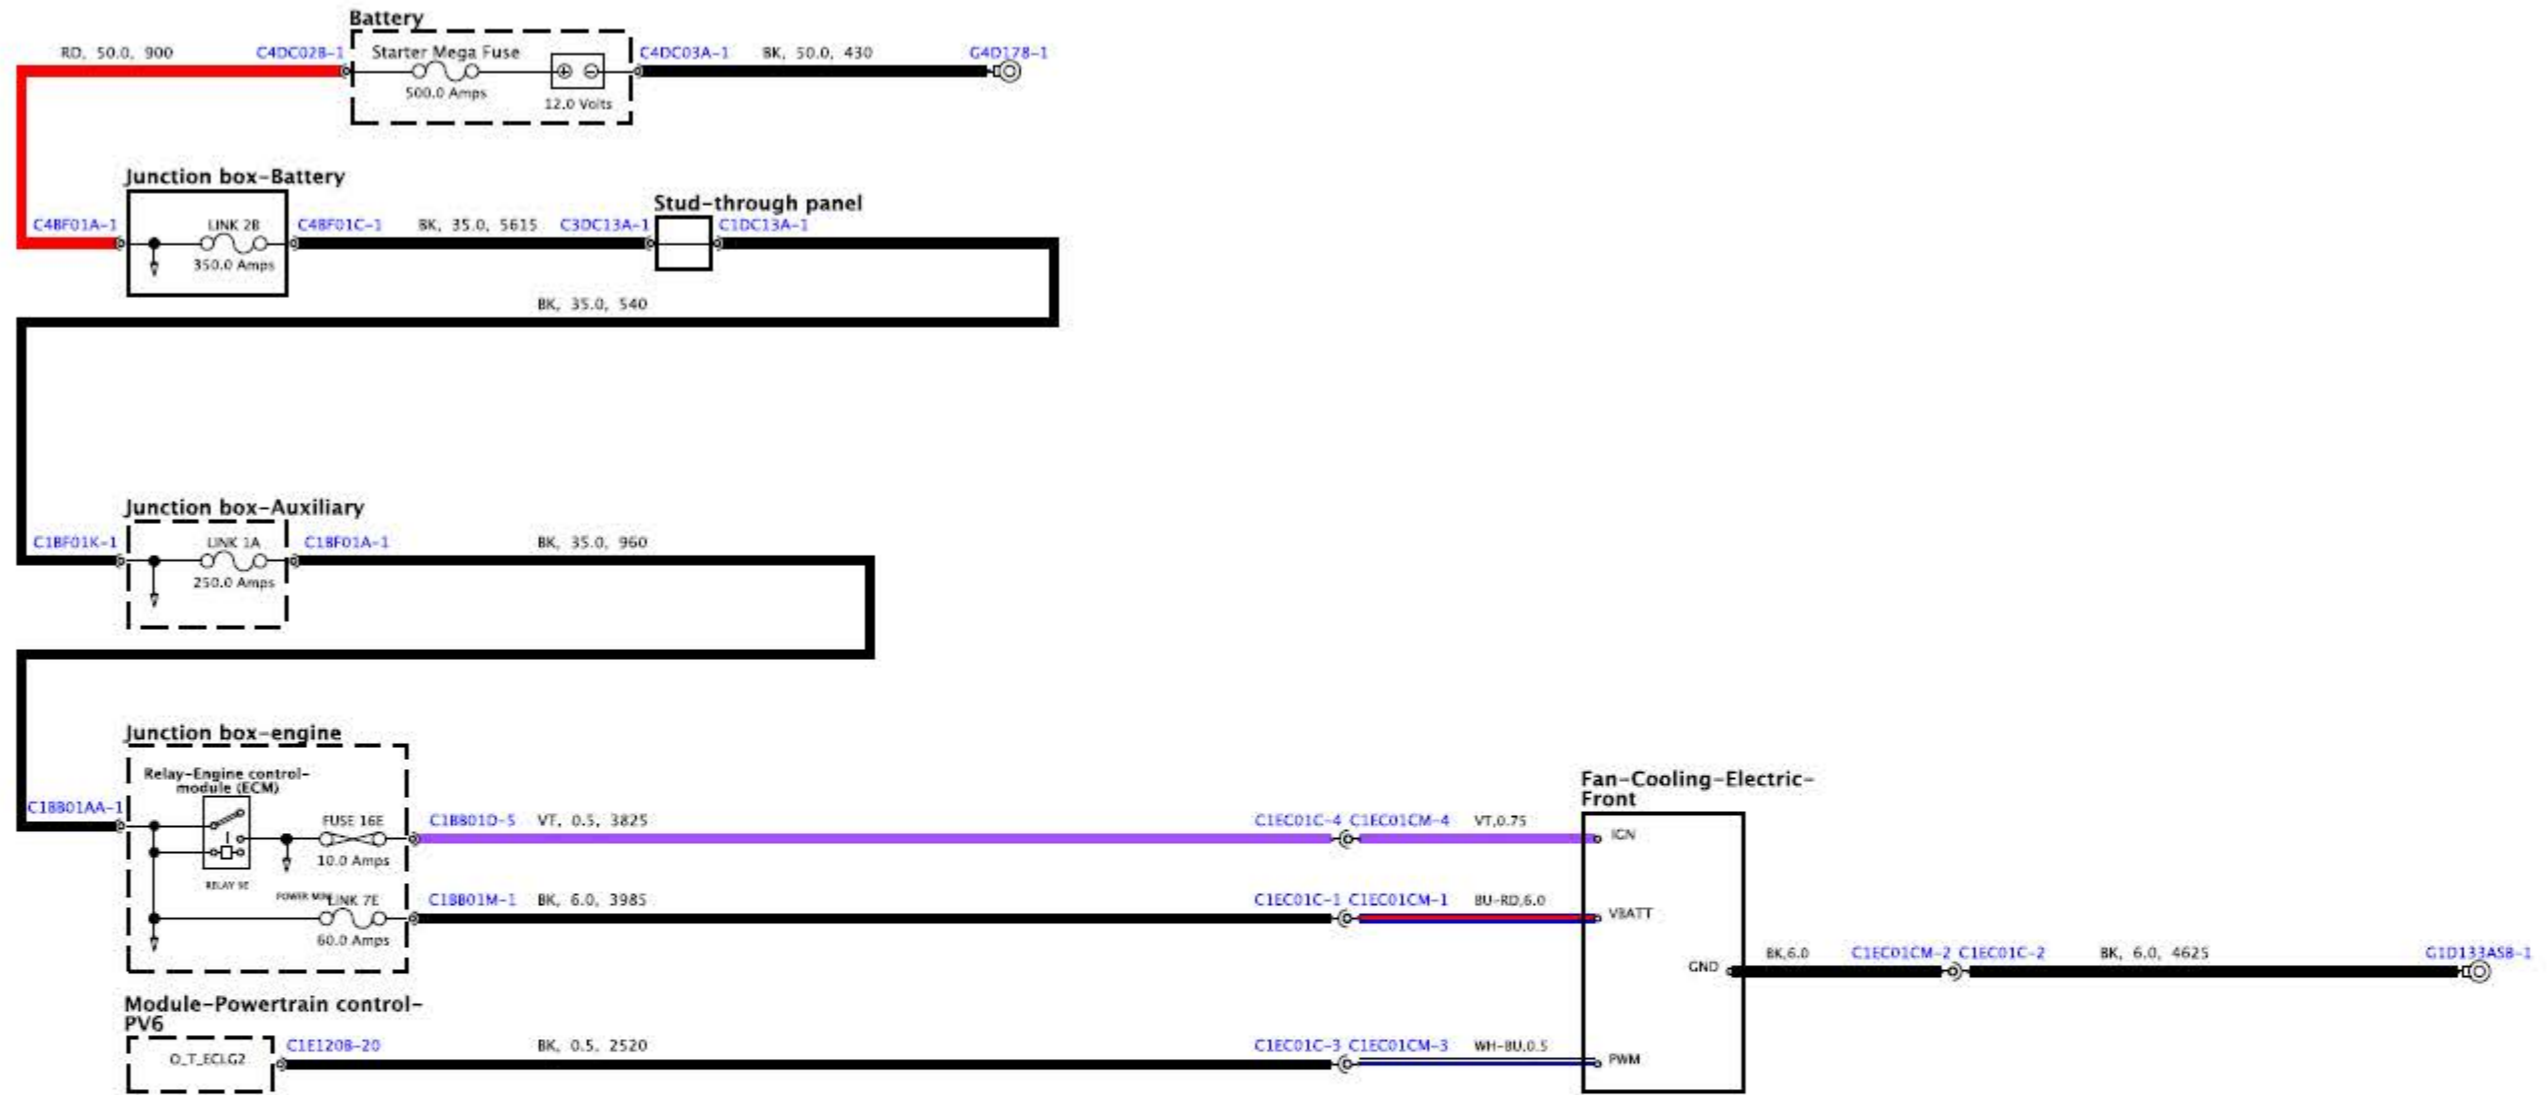 Battery
RD, 50.0, 900 C4DC02B-1 Starter Mega Fuse C4DC03A-1 BK, 50.0, 430 G4D178-1
500.0 Amps
12.0 Volts
Junction box-Battery
Stud-through panel
C4BF01A-1 LINK 2B C4BF01C-1 BK, 35.0, 5615 C3DC13A-1 C1DC13A-1
350.0 Amps
BK, 35.0, 540
Junction box-Auxiliary
C1BF01K-1 LINK 1A C1BF01A-1 BK, 35.0, 960
250.0 Amps
Junction box-engine
Relay-Engine control-
module (ECM)
Fan-Cooling-Electric-
Front
C1BB01AA-1
FUSE 16E C1BB01D-5 VT, 0.5, 3825 C1EC01C-4 C1EC01CM-4 VT,0.75
IGN
10.0 Amps
RELAY 9E
POWER LINK 7E C1BB01M-1 BK, 6.0, 3985 C1EC01C-1 C1EC01CM-1 BU-RD,6.0
VBATT
60.0 Amps
GND BK,6.0 C1EC01CM-2 C1EC01C-2 BK, 6.0, 4625 G1D133ASB-1
Module-Powertrain control-
PV6
O_T_ECLG2 C1E120B-20 BK, 0.5, 2520 C1EC01C-3 C1EC01CM-3 WH-BU,0.5
PWM